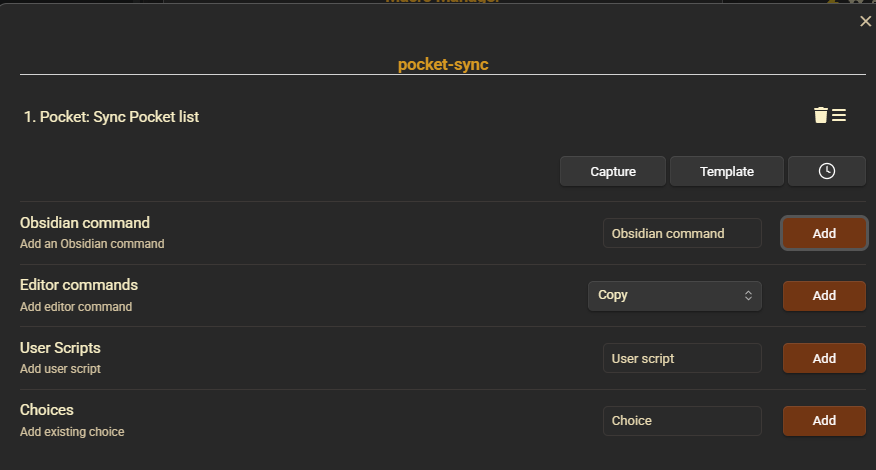 Macro Manager
pocket-sync
1. Pocket: Sync Pocket list
Capture Template
Obsidian command
Add an Obsidian command
Obsidian command Add
Editor commands
Add editor command
Copy Add
User Scripts
Add user script
User script Add
Choices
Add existing choice
Choice Add